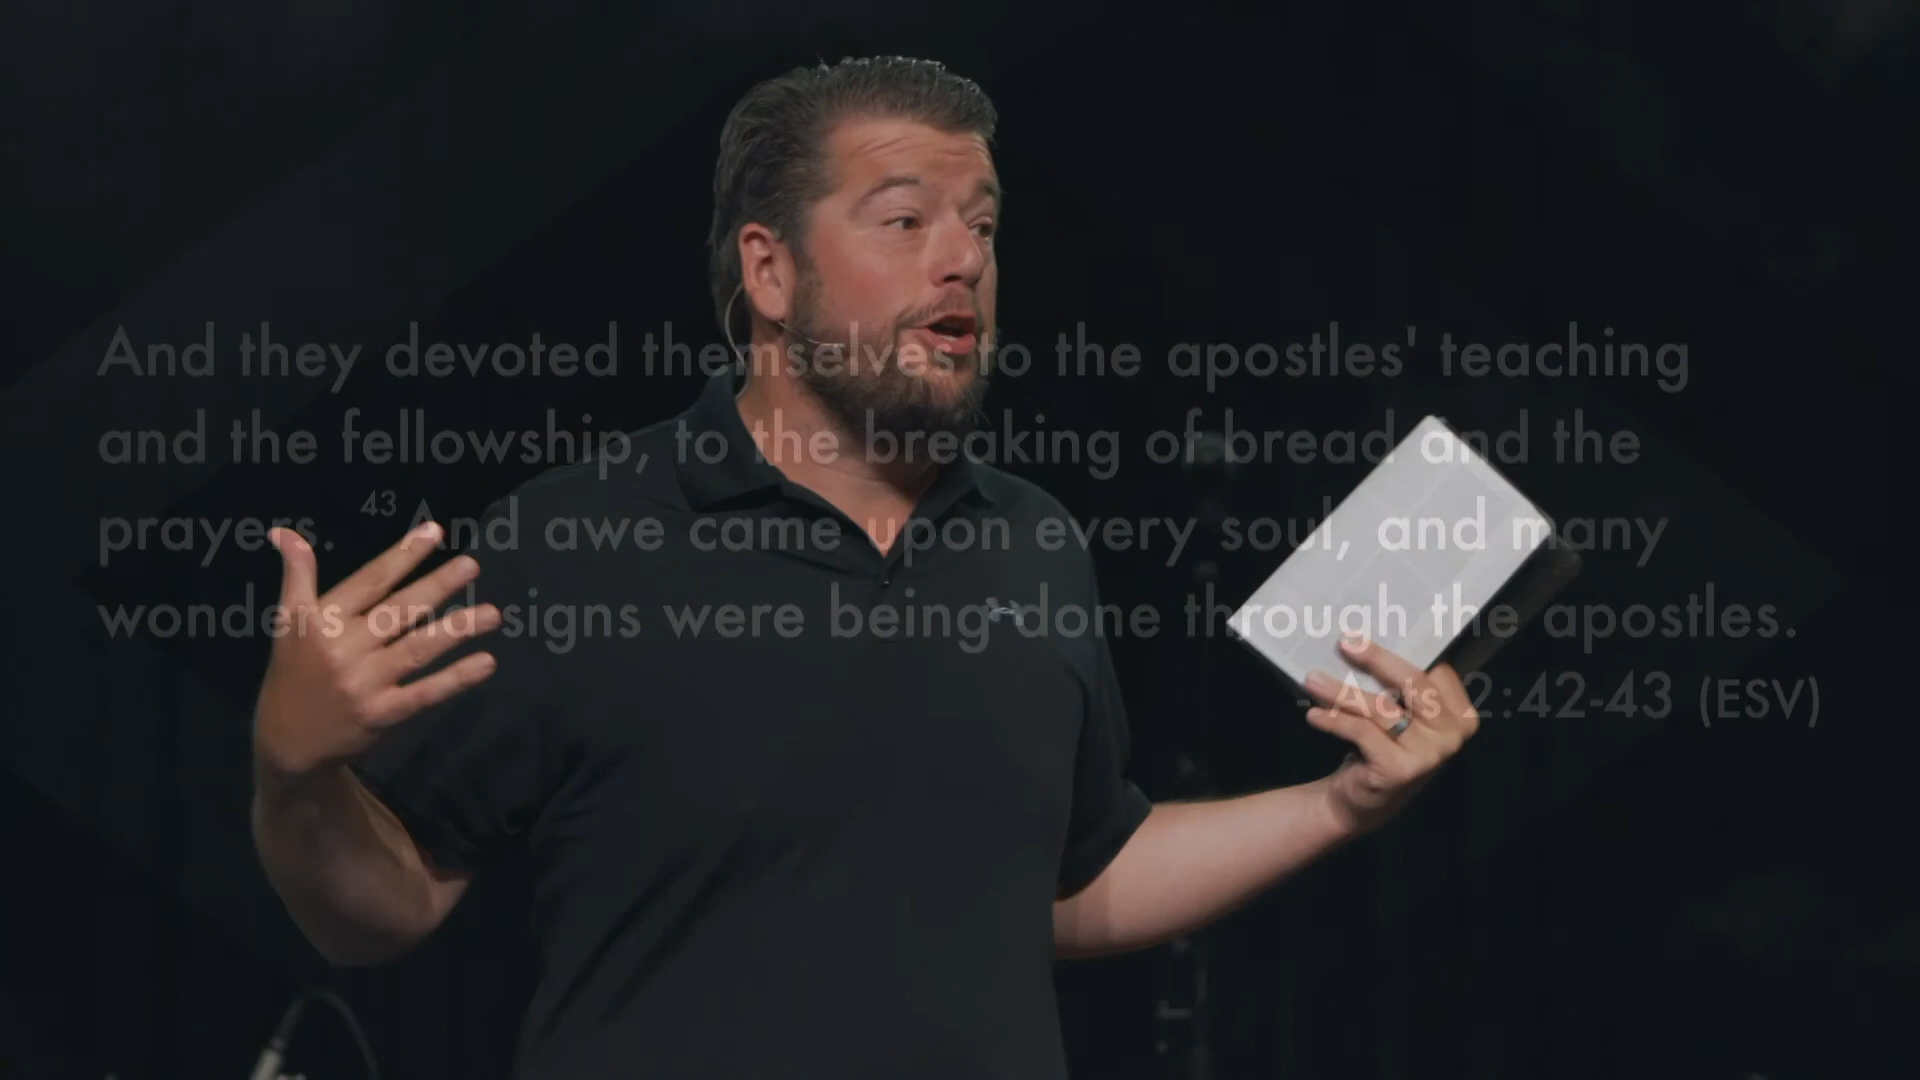 And they devoted themselves to the apostles' teaching
and the fellowship, to the breaking of bread and the
prayers. 43 And awe came upon every soul, and many
wonders and signs were being done through the apostles.
- Acts 2:42-43 (ESV)